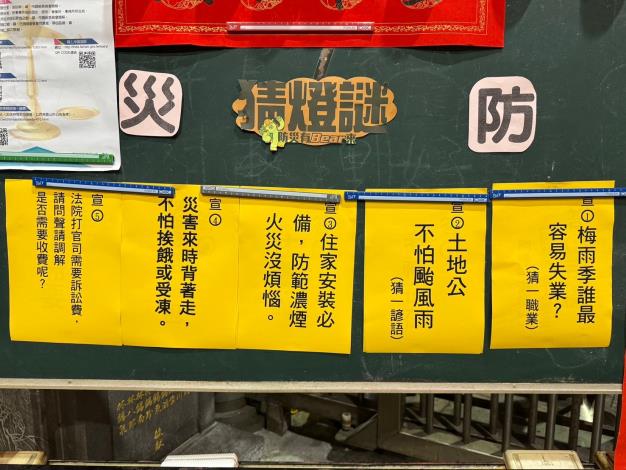 防
猜燈謎
防災有Bear來
災
宣①
梅雨季誰最
容易失業？
（猜一職業）
宣②
土地公
不怕颱風雨
（猜一諺語）
宣③
住家安裝必
備，防範濃煙
火災沒煩惱。
宣④
災害來時背著走，
不怕挨餓或受凍。
宣⑤
法院打官司需要訴訟費，
請問聲請調解
是否需要收費呢？